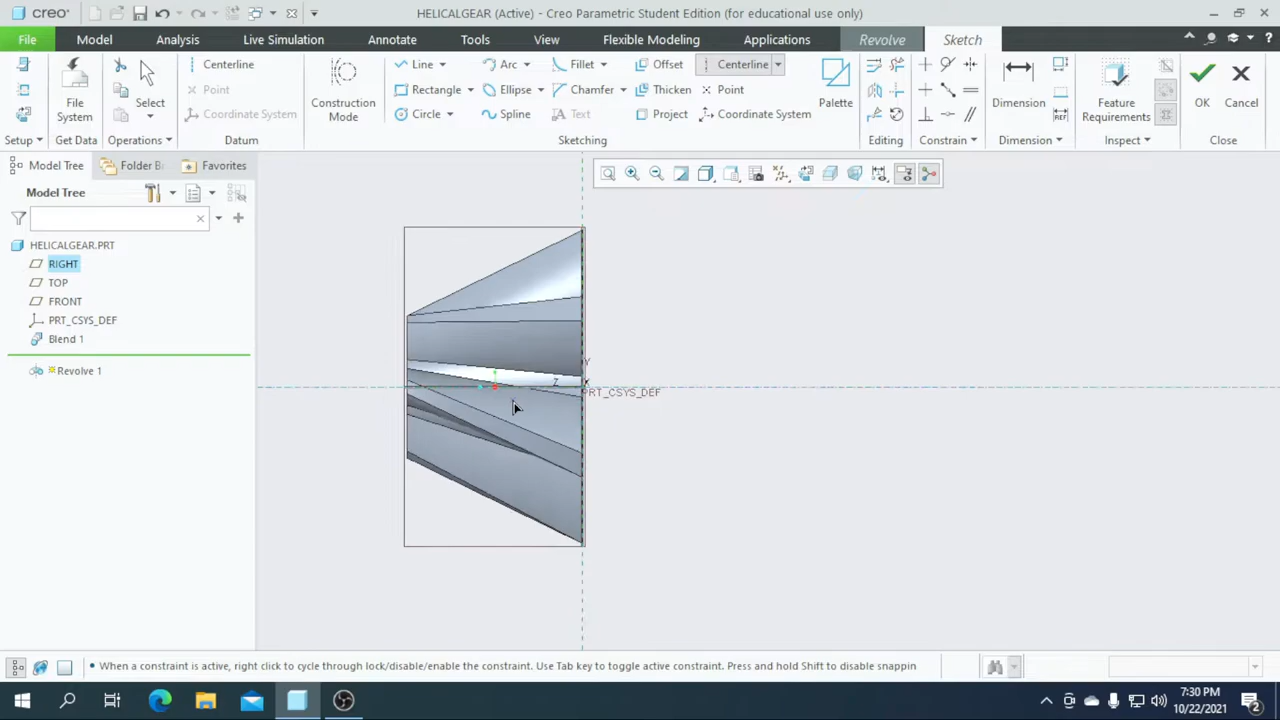 creo
HELICALGEAR (Active) - Creo Parametric Student Edition (for educational use only)
File
Model
Analysis
Live Simulation
Annotate
Tools
View
Flexible Modeling
Applications
Revolve
Sketch
Setup
File System
Get Data
Select
Operations
Centerline
Point
Coordinate System
Datum
Construction Mode
Line
Rectangle
Circle
Arc
Ellipse
Spline
Fillet
Chamfer
Text
Offset
Thicken
Project
Centerline
Point
Coordinate System
Palette
Sketching
Editing
Constrain
Dimension
REF
Dimension
Feature Requirements
Inspect
OK
Cancel
Close
Model Tree
Folder B
Favorites
Model Tree
HELICALGEAR.PRT
RIGHT
TOP
FRONT
PRT_CSYS_DEF
Blend 1
Revolve 1
Y
Z
X
PRT_CSYS_DEF
• When a constraint is active, right click to cycle through lock/disable/enable the constraint. Use Tab key to toggle active constraint. Press and hold Shift to disable snappin
7:30 PM
10/22/2021
2